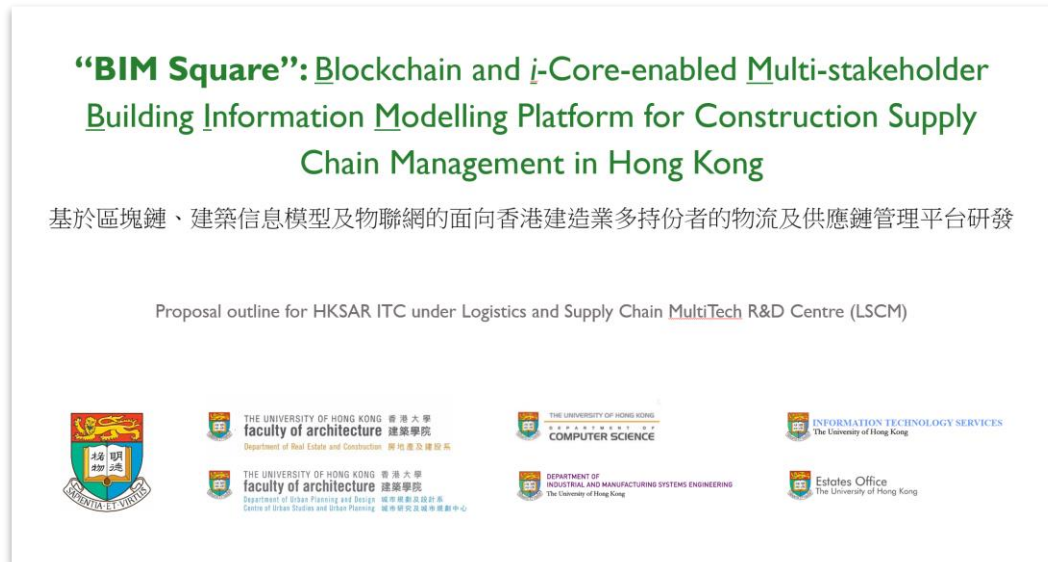 “BIM Square”: Blockchain and i-Core-enabled Multi-stakeholder
Building Information Modelling Platform for Construction Supply
Chain Management in Hong Kong
基於區塊鏈、建築信息模型及物聯網的面向香港建造業多持份者的物流及供應鏈管理平台研發
Proposal outline for HKSAR ITC under Logistics and Supply Chain MultiTech R&D Centre (LSCM)
明德
格物
SAPIENTIA·ET·VIRTUS
THE UNIVERSITY OF HONG KONG 香港大學
faculty of architecture 建築學院
Department of Real Estate and Construction 房地產及建設系
THE UNIVERSITY OF HONG KONG
DEPARTMENT OF
COMPUTER SCIENCE
INFORMATION TECHNOLOGY SERVICES
The University of Hong Kong
THE UNIVERSITY OF HONG KONG 香港大學
faculty of architecture 建築學院
Department of Urban Planning and Design 城市規劃及設計系
Centre of Urban Studies and Urban Planning 城市研究及城市規劃中心
DEPARTMENT OF
INDUSTRIAL AND MANUFACTURING SYSTEMS ENGINEERING
The University of Hong Kong
Estates Office
The University of Hong Kong